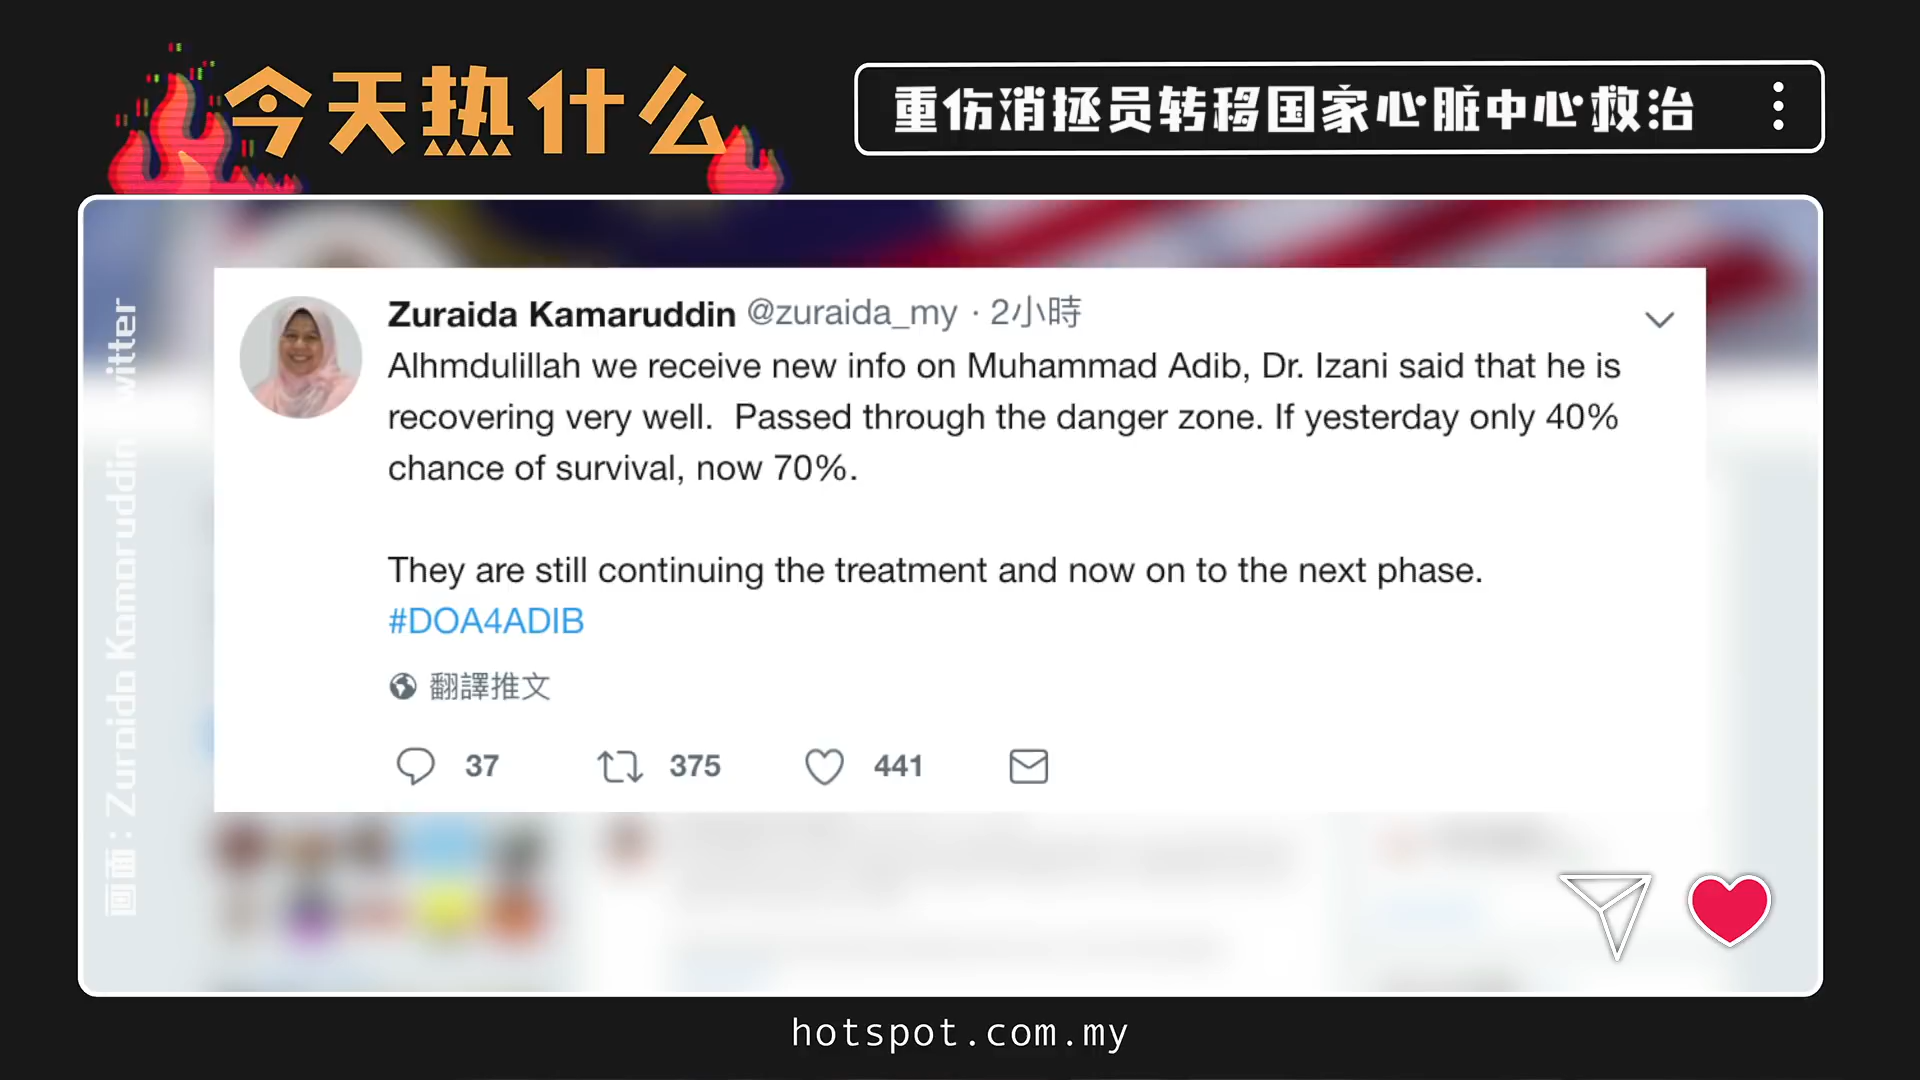 今天热什么
重伤消拯员转移国家心脏中心救治
Zuraida Kamaruddin @zuraida_my · 2小時
Alhmdulillah we receive new info on Muhammad Adib, Dr. Izani said that he is
recovering very well.  Passed through the danger zone. If yesterday only 40%
chance of survival, now 70%.
They are still continuing the treatment and now on to the next phase.
#DOA4ADIB
翻譯推文
37 375 441
画面：Zuraida Kamaruddin Twitter
hotspot.com.my